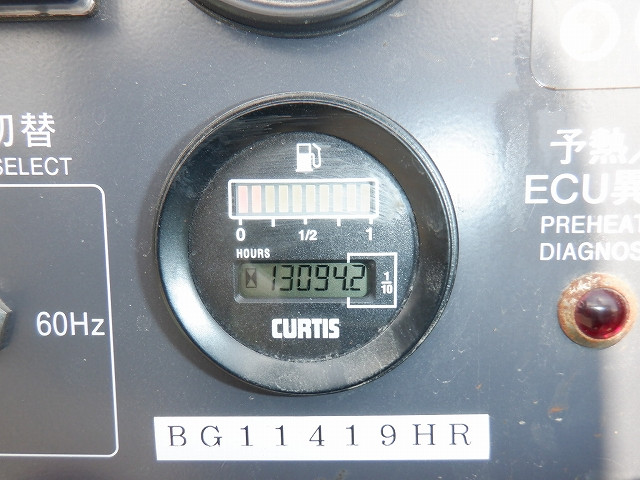 切替
SELECT
60Hz
0 1/2 1
HOURS
13094.2
1/10
CURTIS
BG11419HR
予熱
ECU異
PREHEAT
DIAGNOS